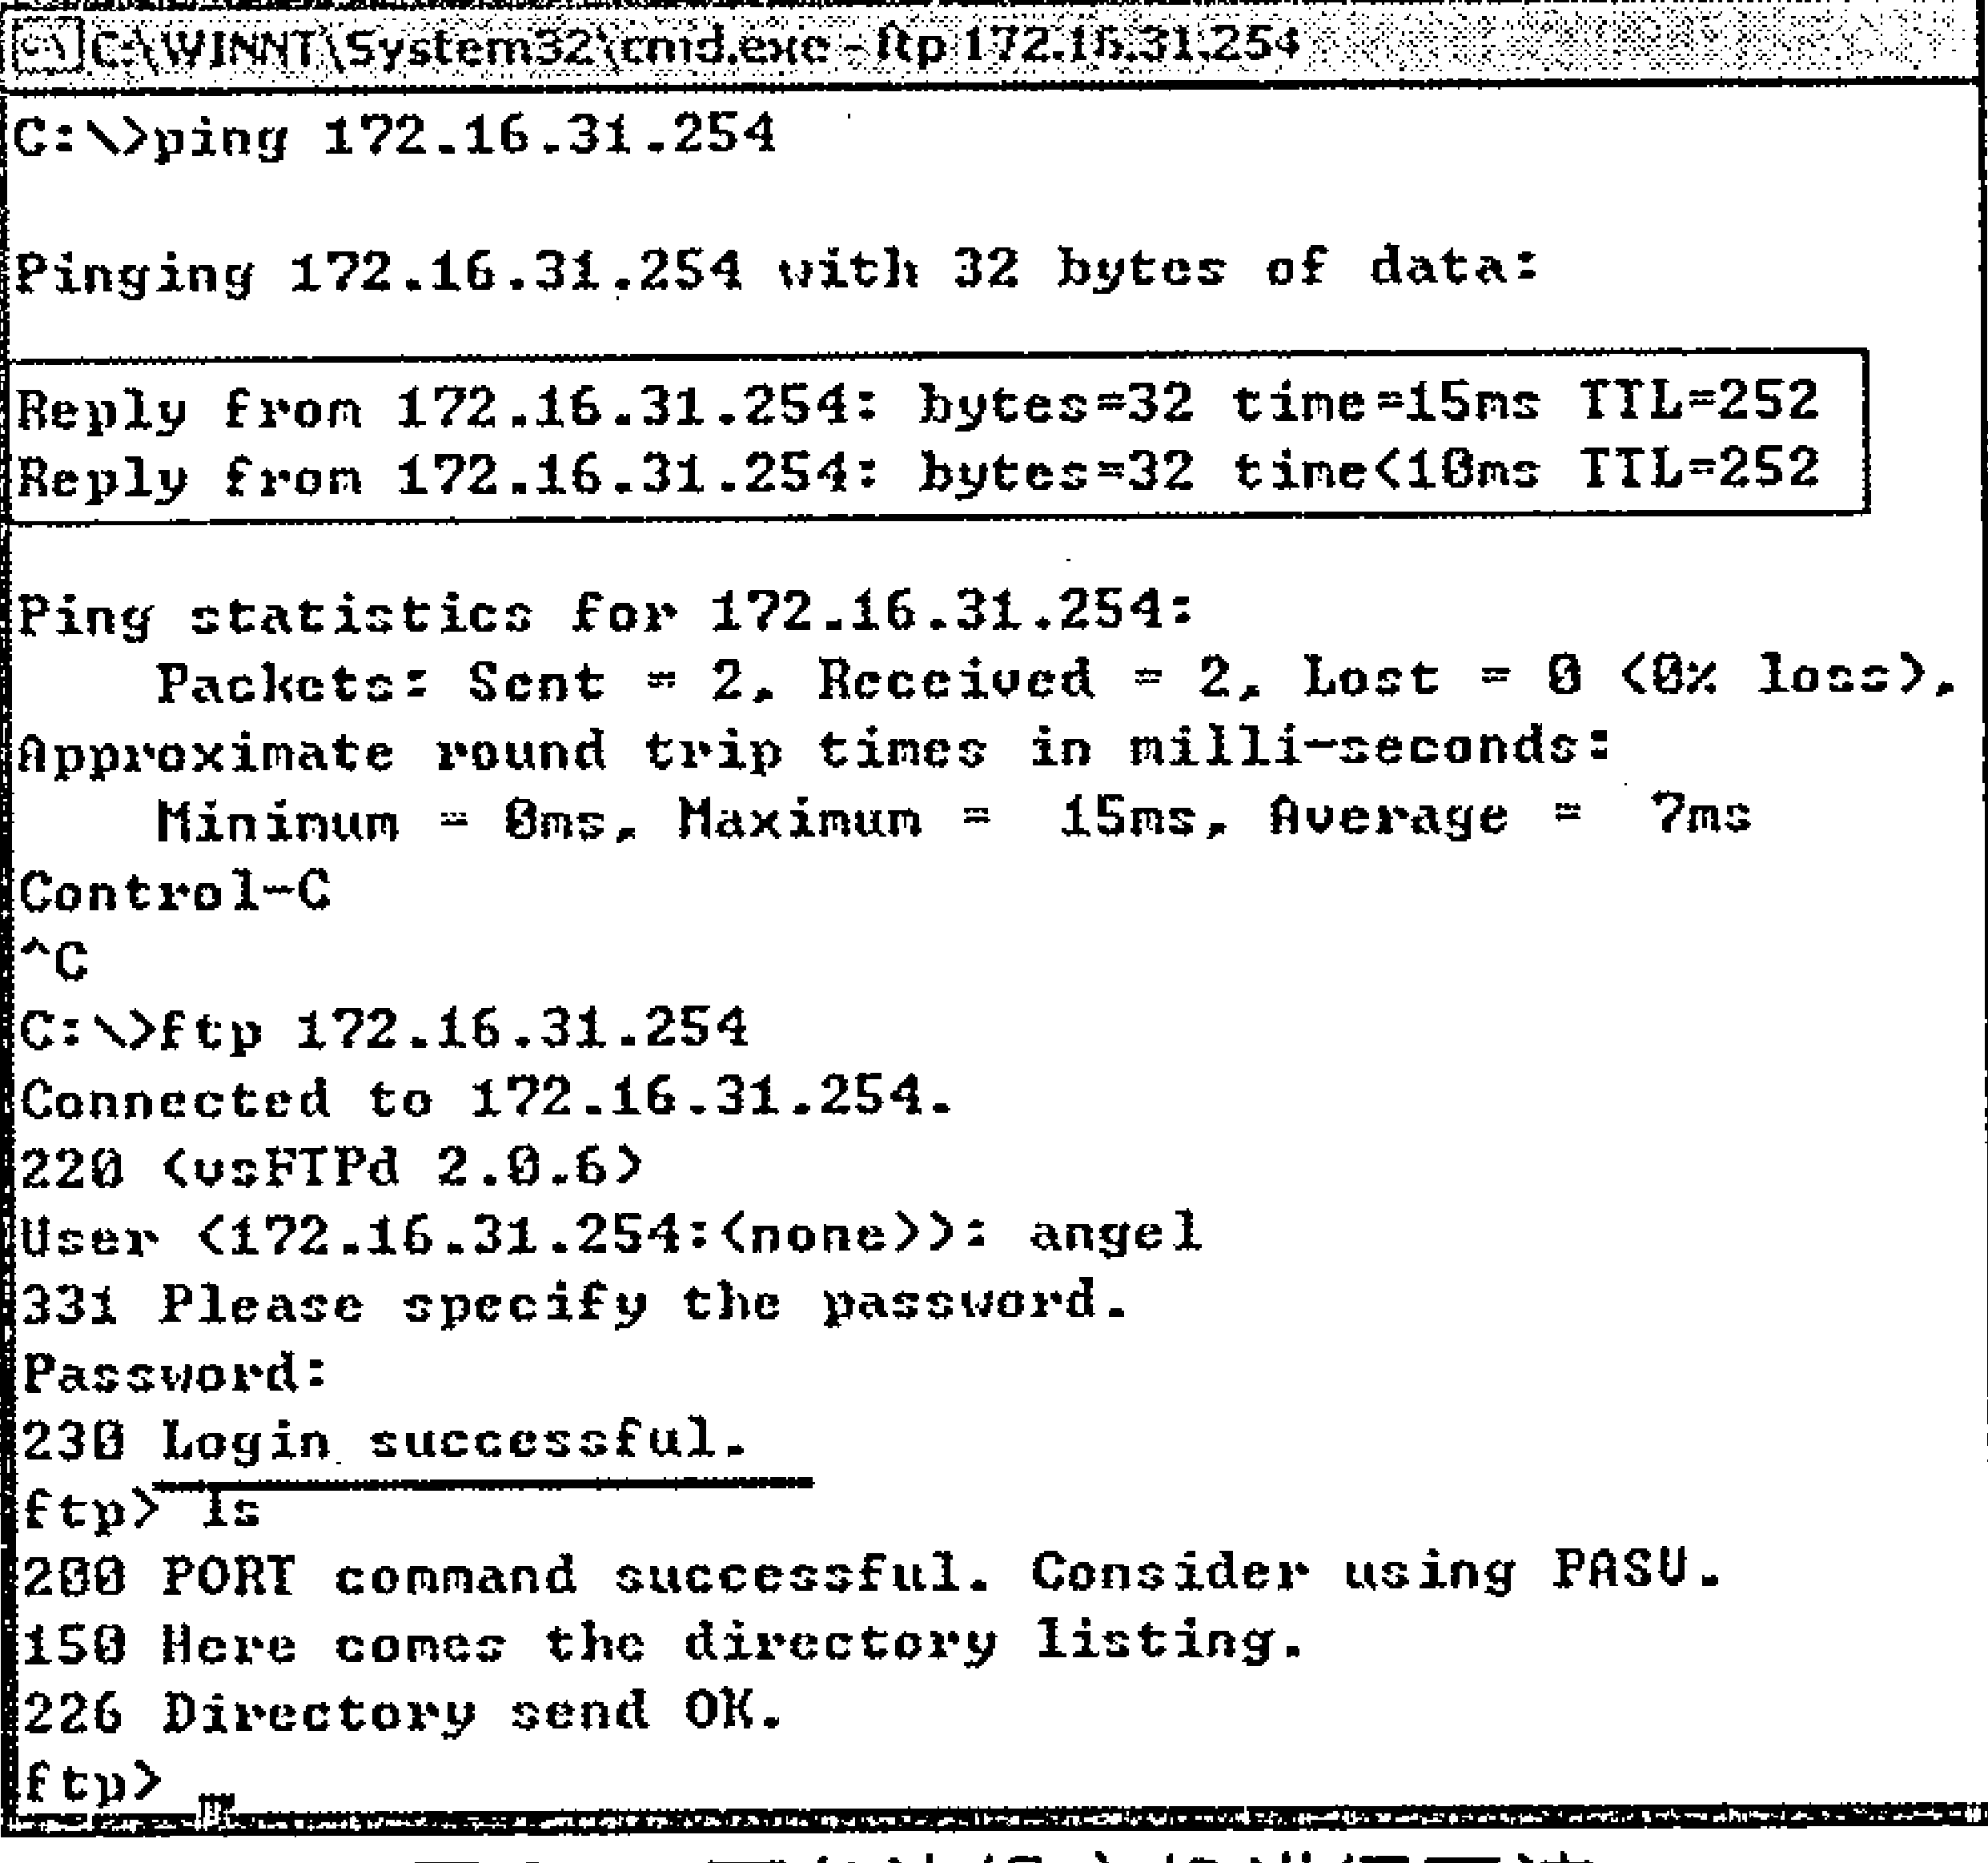 C:\WINNT\System32\cmd.exe - ftp 172.16.31.254
C:\>ping 172.16.31.254
Pinging 172.16.31.254 with 32 bytes of data:
Reply from 172.16.31.254: bytes=32 time=15ms TTL=252
Reply from 172.16.31.254: bytes=32 time<10ms TTL=252
Ping statistics for 172.16.31.254:
Packets: Sent = 2, Received = 2, Lost = 0 (0% loss),
Approximate round trip times in milli-seconds:
Minimum = 0ms, Maximum = 15ms, Average = 7ms
Control-C
^C
C:\>ftp 172.16.31.254
Connected to 172.16.31.254.
220 (vsFTPd 2.0.6)
User (172.16.31.254:(none)): angel
331 Please specify the password.
Password:
230 Login successful.
ftp> ls
200 PORT command successful. Consider using PASV.
150 Here comes the directory listing.
226 Directory send OK.
ftp>